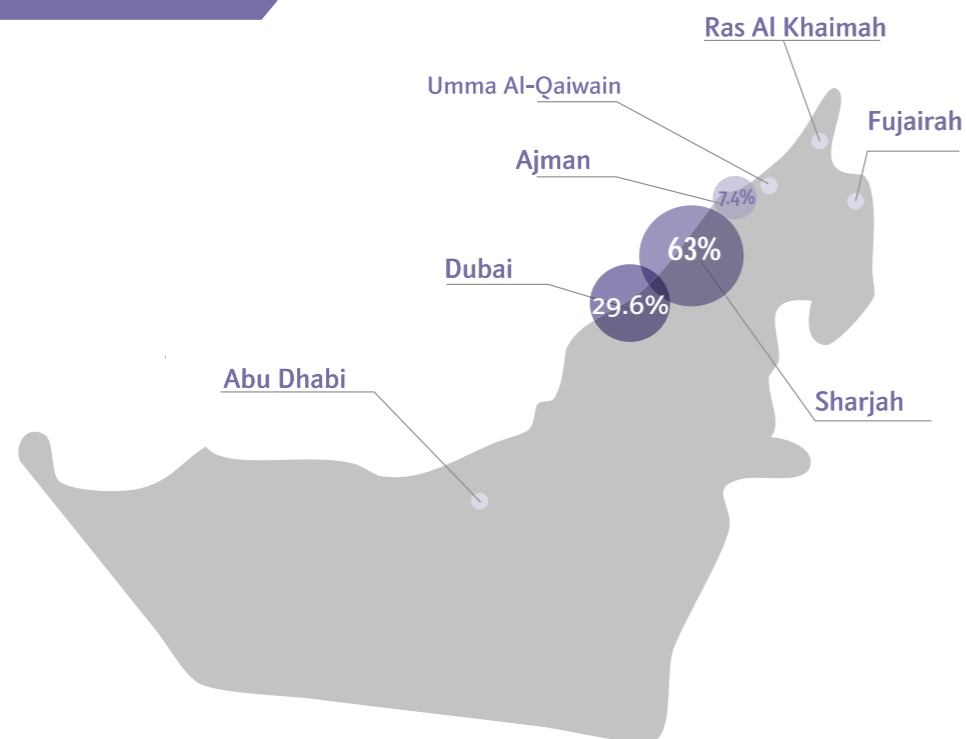 Ras Al Khaimah
Umma Al-Qaiwain
Fujairah
Ajman
7.4%
63%
Dubai
29.6%
Abu Dhabi
Sharjah